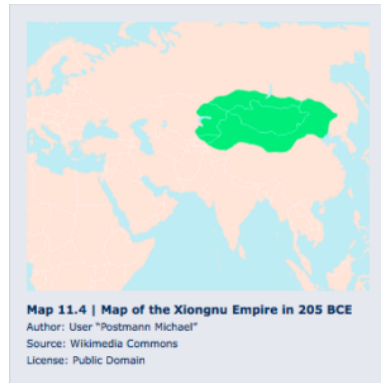 Map 11.4 | Map of the Xiongnu Empire in 205 BCE
Author: User “Postmann Michael”
Source: Wikimedia Commons
License: Public Domain